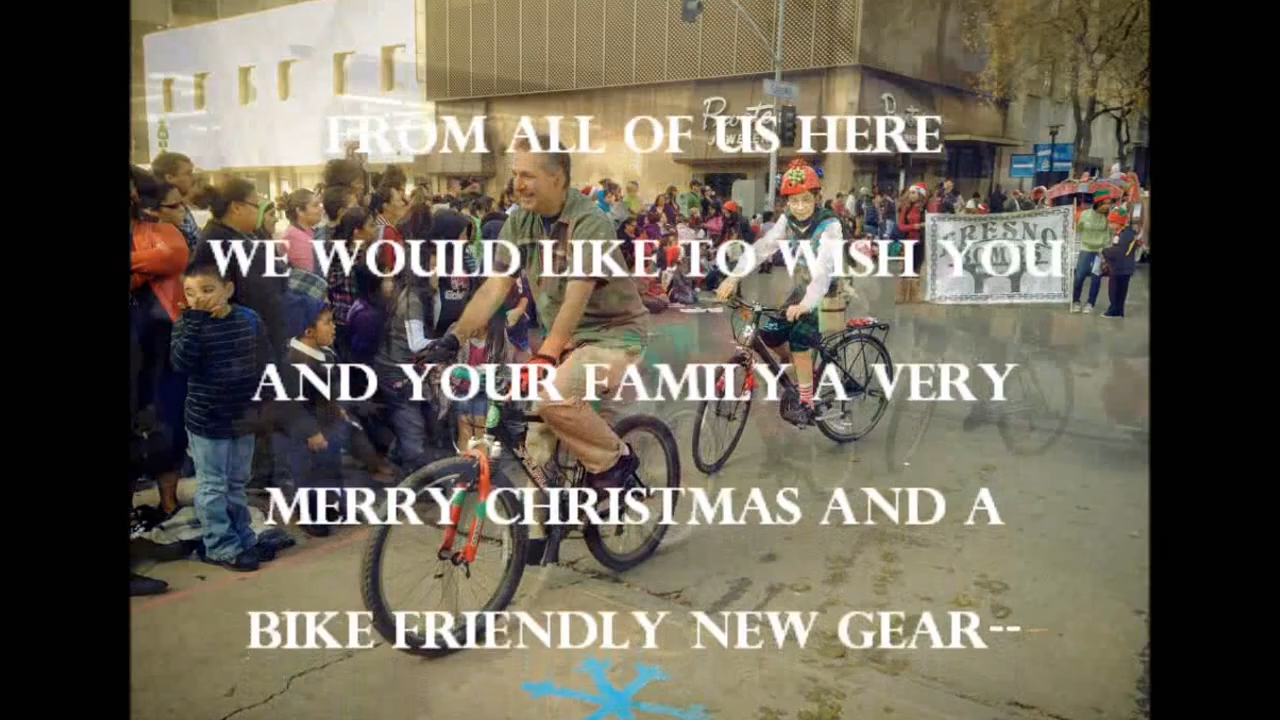 FROM ALL OF US HERE
WE WOULD LIKE TO WISH YOU
AND YOUR FAMILY A VERY
MERRY CHRISTMAS AND A
BIKE FRIENDLY NEW GEAR--
FRESNO